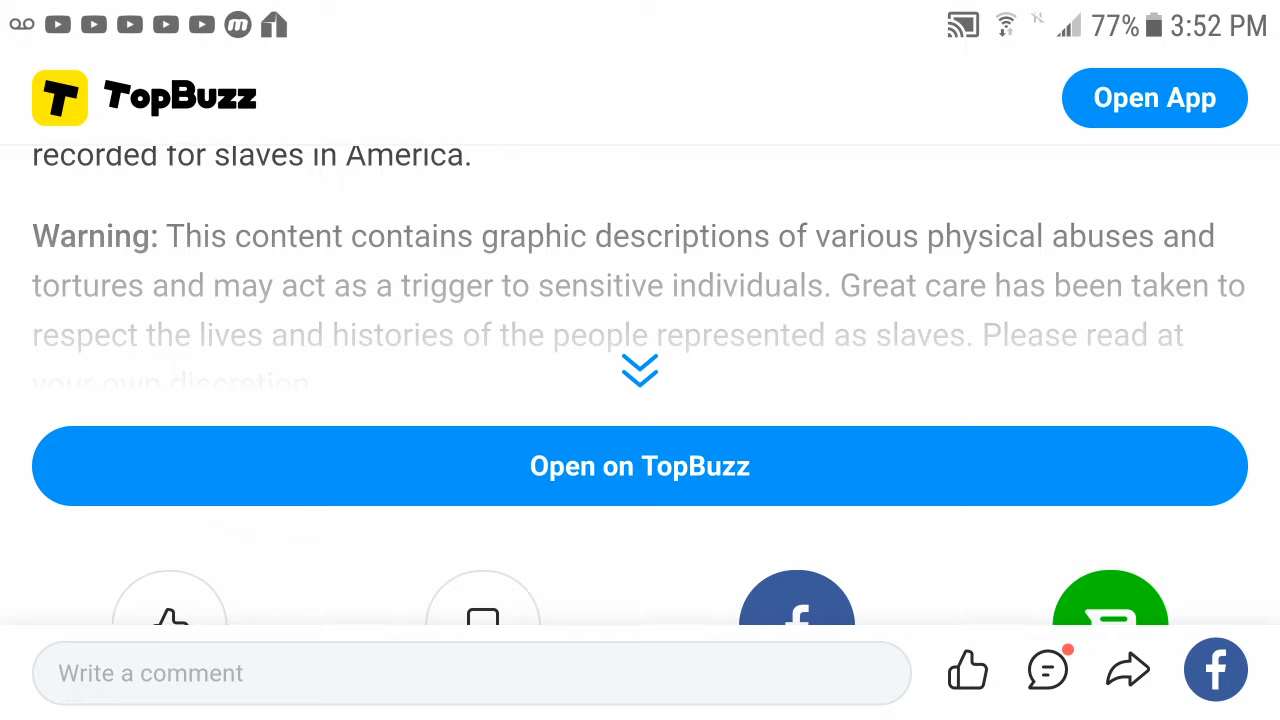 77% 3:52 PM
TopBuzz
Open App
recorded for slaves in America.
Warning: This content contains graphic descriptions of various physical abuses and
tortures and may act as a trigger to sensitive individuals. Great care has been taken to
respect the lives and histories of the people represented as slaves. Please read at
your own discretion.
Open on TopBuzz
Write a comment